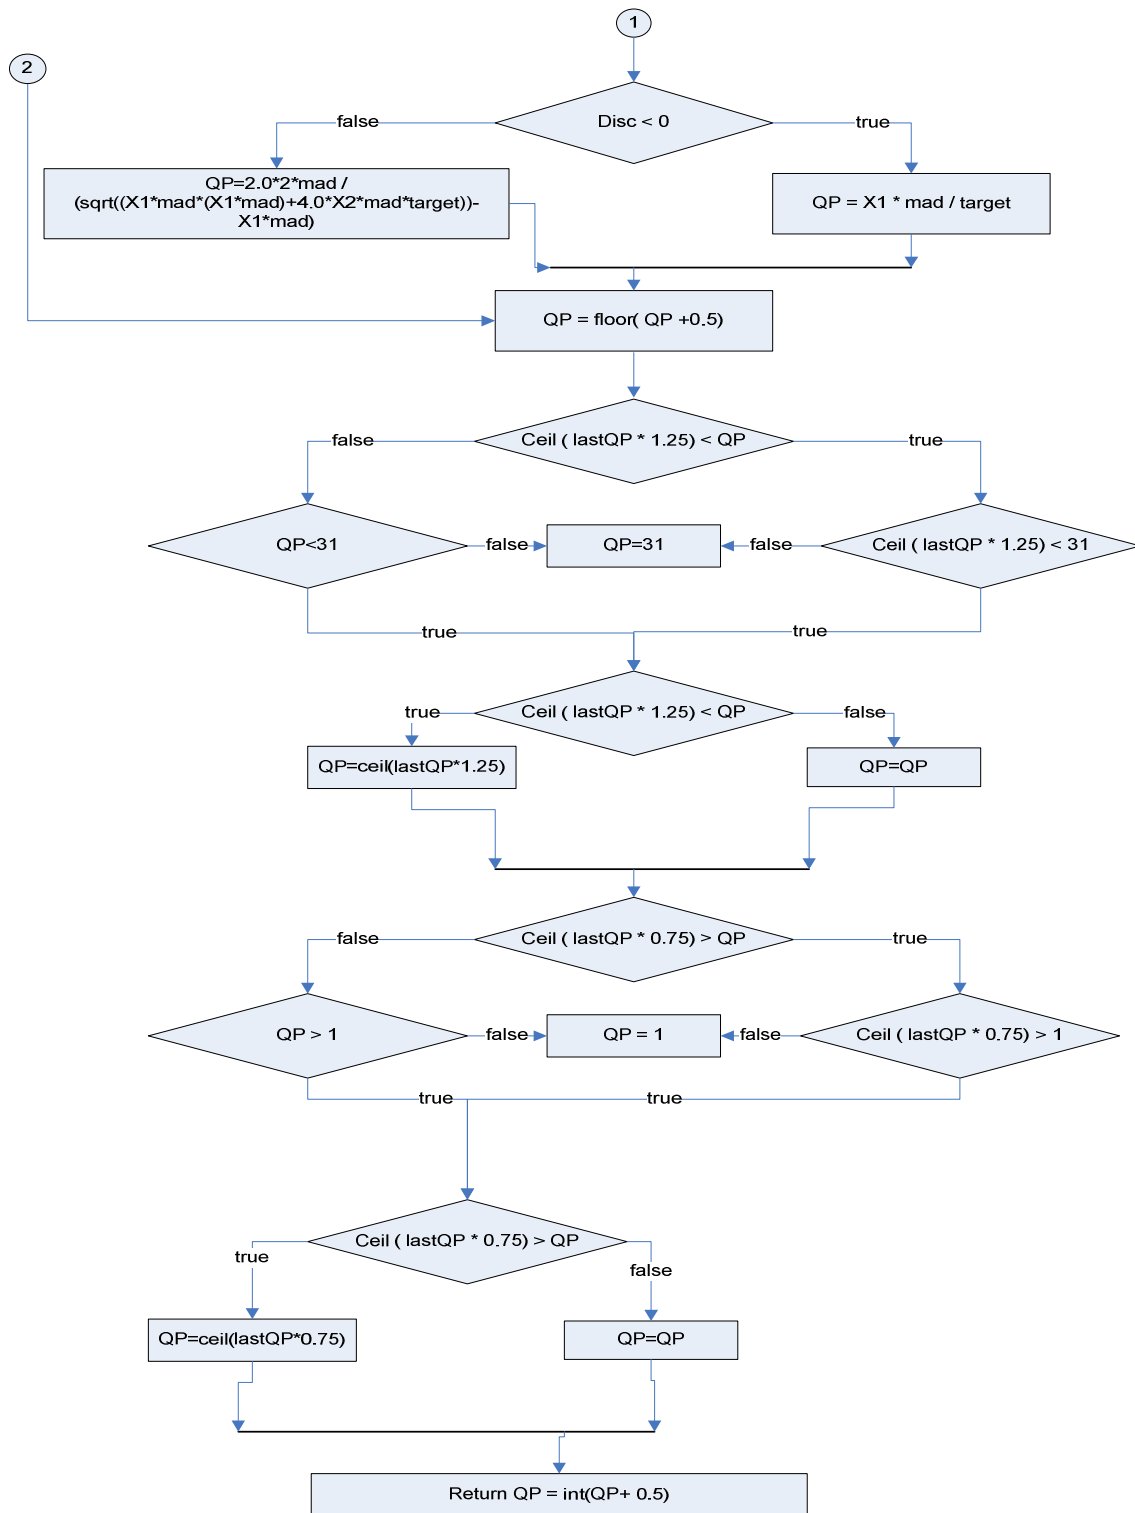 1
2
false
Disc < 0
true
QP=2.0*2*mad /
(sqrt((X1*mad*(X1*mad)+4.0*X2*mad*target))-
X1*mad)
QP = X1 * mad / target
QP = floor( QP +0.5)
false
Ceil ( lastQP * 1.25) < QP
true
QP<31
false
QP=31
false
Ceil ( lastQP * 1.25) < 31
true
true
true
Ceil ( lastQP * 1.25) < QP
false
QP=ceil(lastQP*1.25)
QP=QP
false
Ceil ( lastQP * 0.75) > QP
true
QP > 1
false
QP = 1
false
Ceil ( lastQP * 0.75) > 1
true
true
Ceil ( lastQP * 0.75) > QP
true
false
QP=ceil(lastQP*0.75)
QP=QP
Return QP = int(QP+ 0.5)